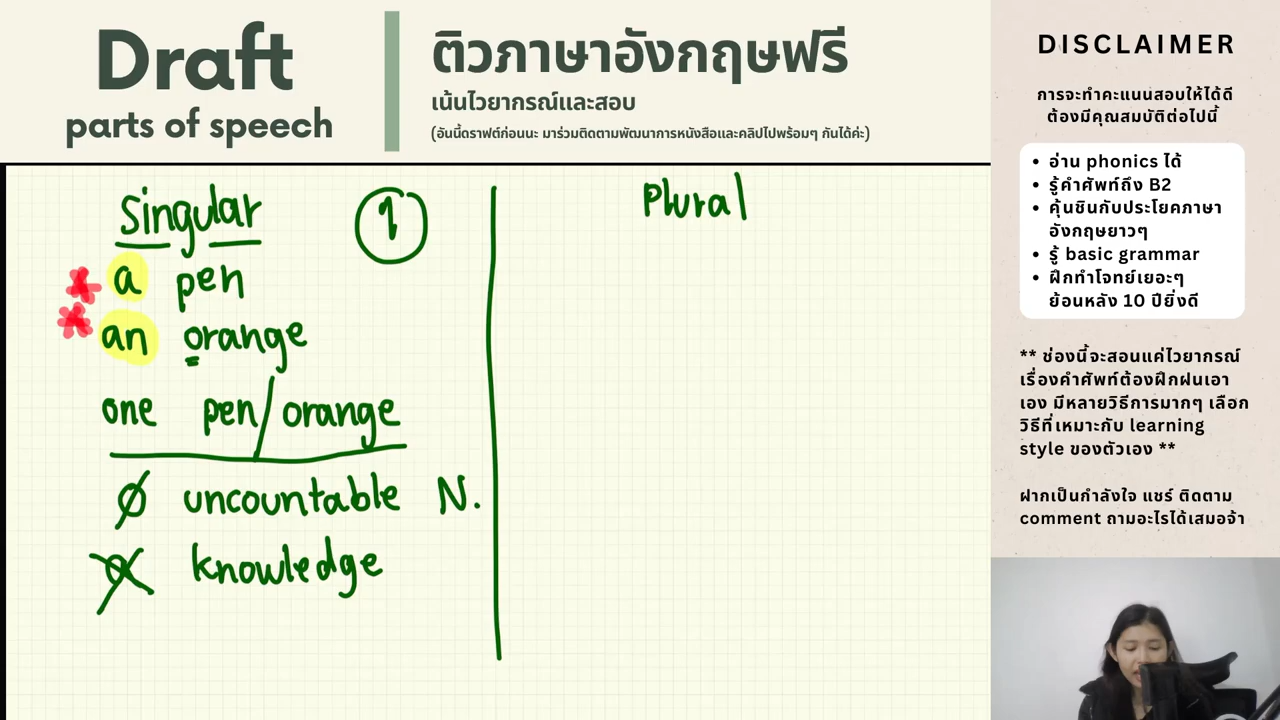 Draft
parts of speech
ติวภาษาอังกฤษฟรี
เน้นไวยากรณ์และสอบ
(อันนี้ดราฟต์ก่อนนะ มาร่วมติดตามพัฒนาการหนังสือและคลิปไปพร้อมๆ กันได้ค่ะ)
Singular
1
a pen
an orange
one pen/orange
∅ uncountable N.
a knowledge
Plural
DISCLAIMER
การจะทำคะแนนสอบให้ได้ดี
ต้องมีคุณสมบัติต่อไปนี้
• อ่าน phonics ได้
• รู้คำศัพท์ถึง B2
• คุ้นชินกับประโยคภาษา
อังกฤษยาวๆ
• รู้ basic grammar
• ฝึกทำโจทย์เยอะๆ
ย้อนหลัง 10 ปียิ่งดี
** ช่องนี้จะสอนแค่ไวยากรณ์
เรื่องคำศัพท์ต้องฝึกฝนเอา
เอง มีหลายวิธีการมากๆ เลือก
วิธีที่เหมาะกับ learning
style ของตัวเอง **
ฝากเป็นกำลังใจ แชร์ ติดตาม
comment ถามอะไรได้เสมอจ้า